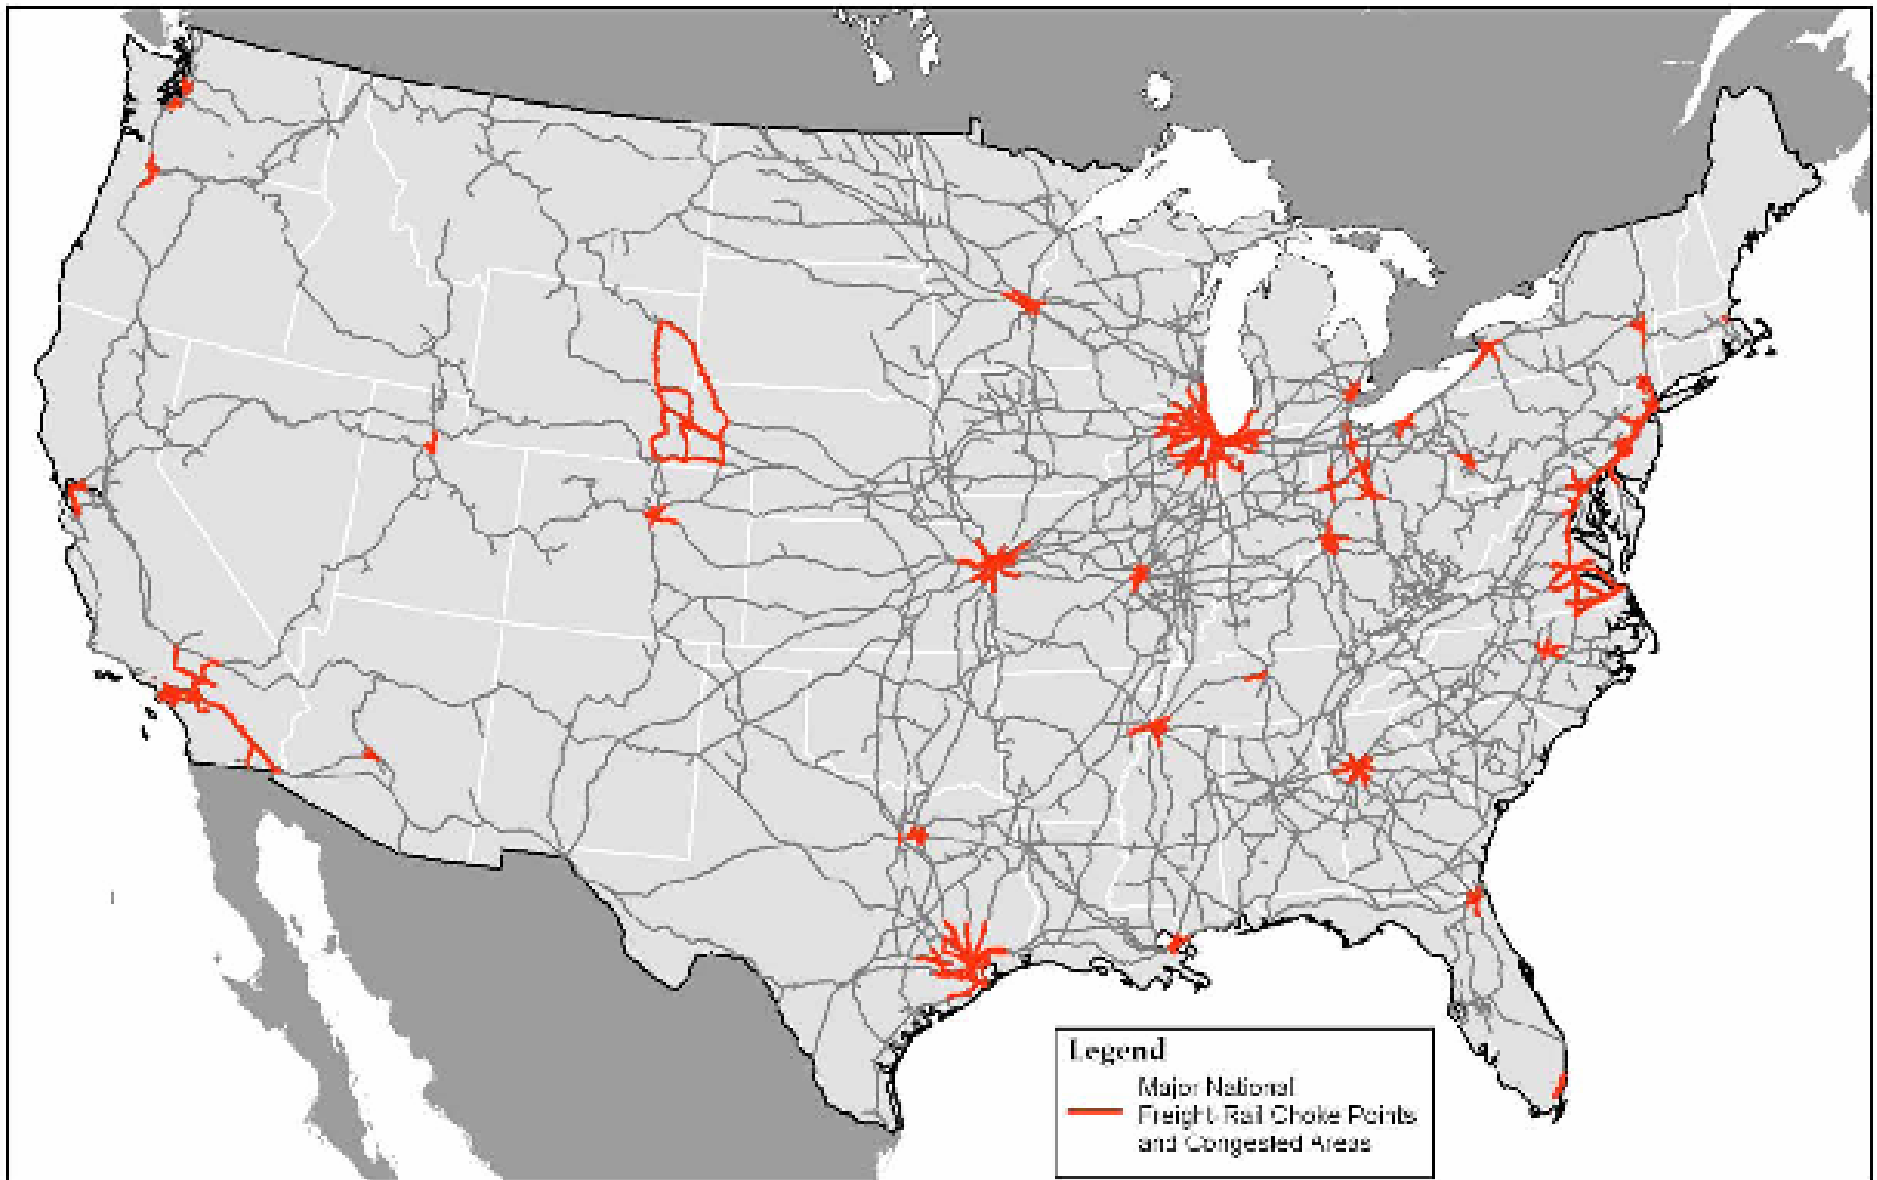 Legend
Major National
Freight-Rail Choke Points
and Congested Areas